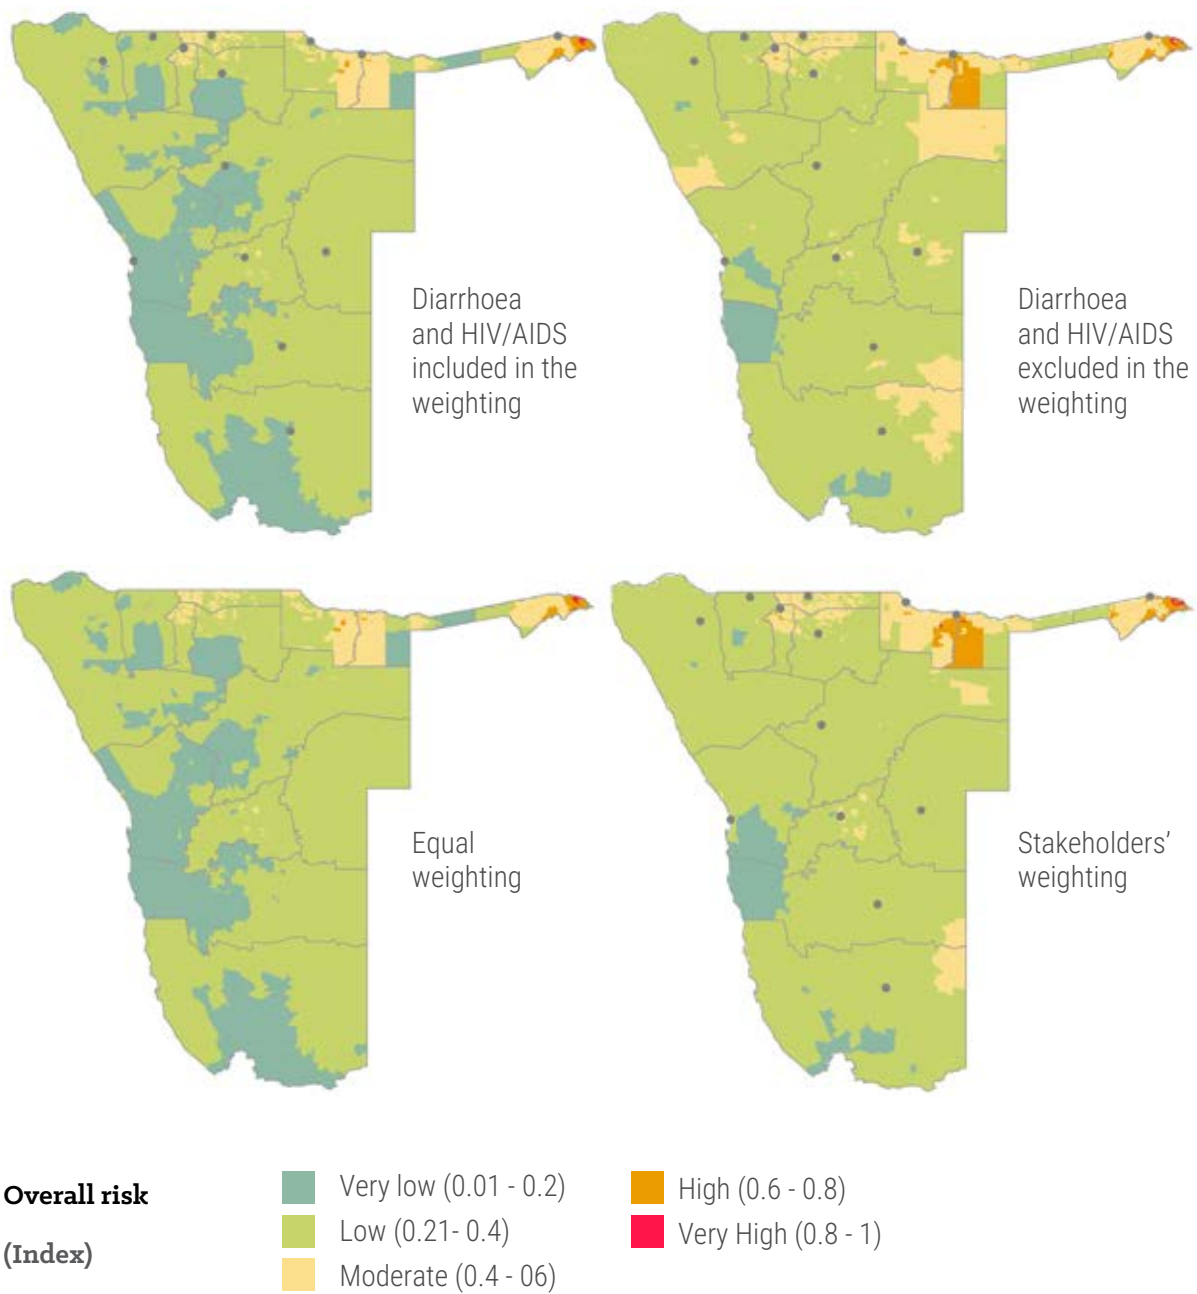 Diarrhoea
and HIV/AIDS
included in the
weighting
Diarrhoea
and HIV/AIDS
excluded in the
weighting
Equal
weighting
Stakeholders’
weighting
Overall risk
(Index)
Very low (0.01 - 0.2)
Low (0.21- 0.4)
Moderate (0.4 - 06)
High (0.6 - 0.8)
Very High (0.8 - 1)